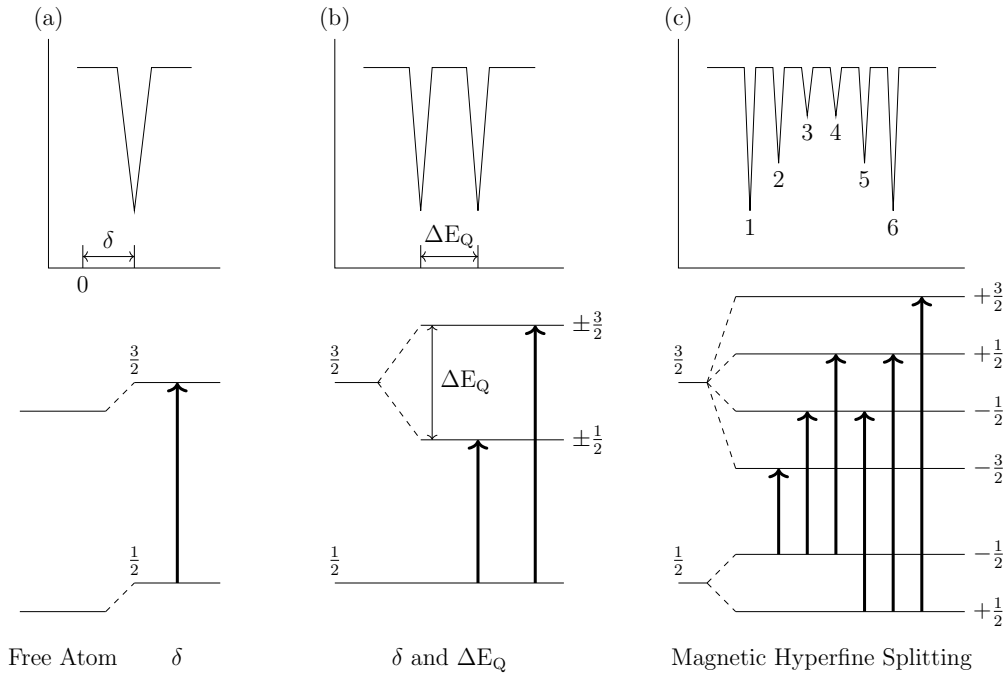 (a)
δ
0
3/2
1/2
Free Atom δ
(b)
ΔE_Q
±3/2
3/2
ΔE_Q
±1/2
1/2
δ and ΔE_Q
(c)
3 4
2 5
1 6
+3/2
+1/2
3/2
−1/2
−3/2
−1/2
1/2
+1/2
Magnetic Hyperfine Splitting